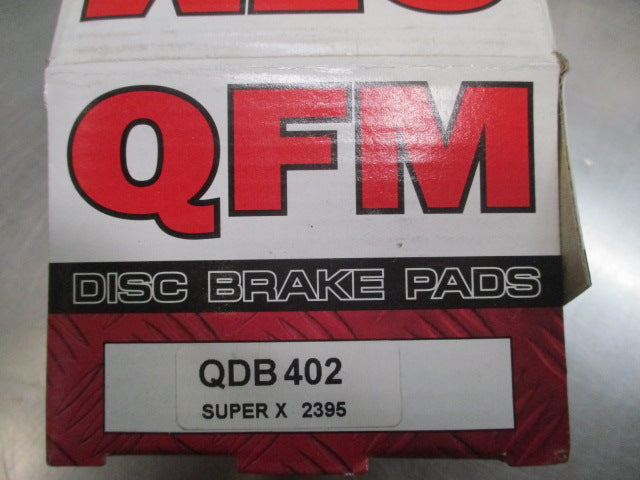 QFM
DISC BRAKE PADS
QDB 402
SUPER X 2395